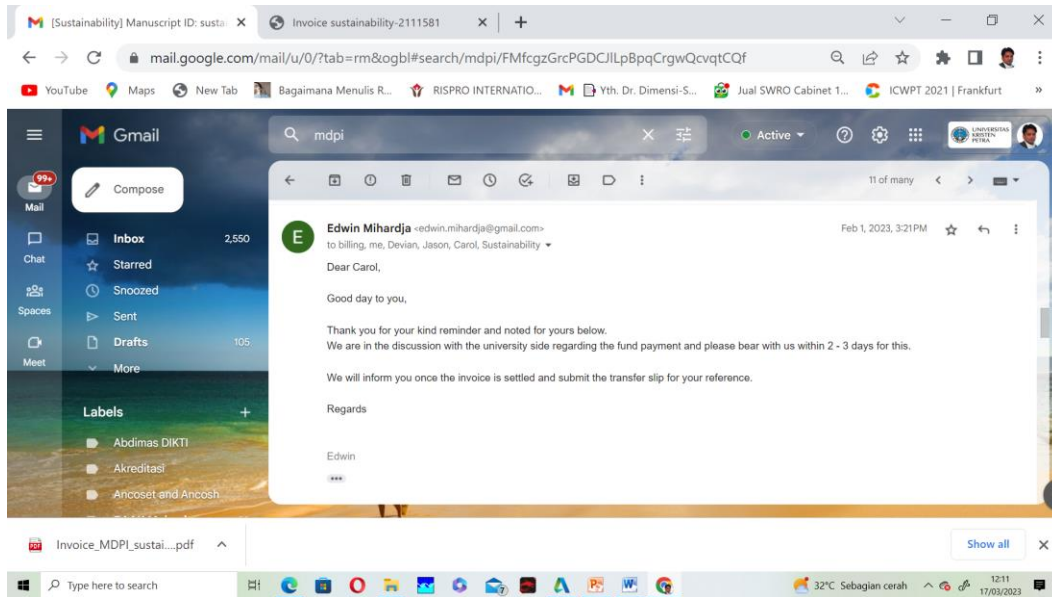 [Sustainability] Manuscript ID: susta
Invoice sustainability-2111581
mail.google.com/mail/u/0/?tab=rm&ogbl#search/mdpi/FMfcgzGrcPGDCJlLpBpqCrgwQcvqtCQf
YouTube
Maps
New Tab
Bagaimana Menulis R...
RISPRO INTERNATIO...
Yth. Dr. Dimensi-S...
Jual SWRO Cabinet 1...
ICWPT 2021 | Frankfurt
»
Gmail
mdpi
Active
UNIVERSITAS KRISTEN PETRA
99+
Mail
Chat
Spaces
Meet
Compose
Inbox 2,550
Starred
Snoozed
Sent
Drafts 105
More
Labels +
Abdimas DIKTI
Akreditasi
Ancoset and Ancosh
11 of many
E
Edwin Mihardja <edwin.mihardja@gmail.com>
Feb 1, 2023, 3:21 PM
to billing, me, Devian, Jason, Carol, Sustainability
Dear Carol,
Good day to you,
Thank you for your kind reminder and noted for yours below.
We are in the discussion with the university side regarding the fund payment and please bear with us within 2 - 3 days for this.
We will inform you once the invoice is settled and submit the transfer slip for your reference.
Regards
Edwin
Invoice_MDPI_sustai....pdf
Show all
Type here to search
32°C Sebagian cerah
12:11
17/03/2023